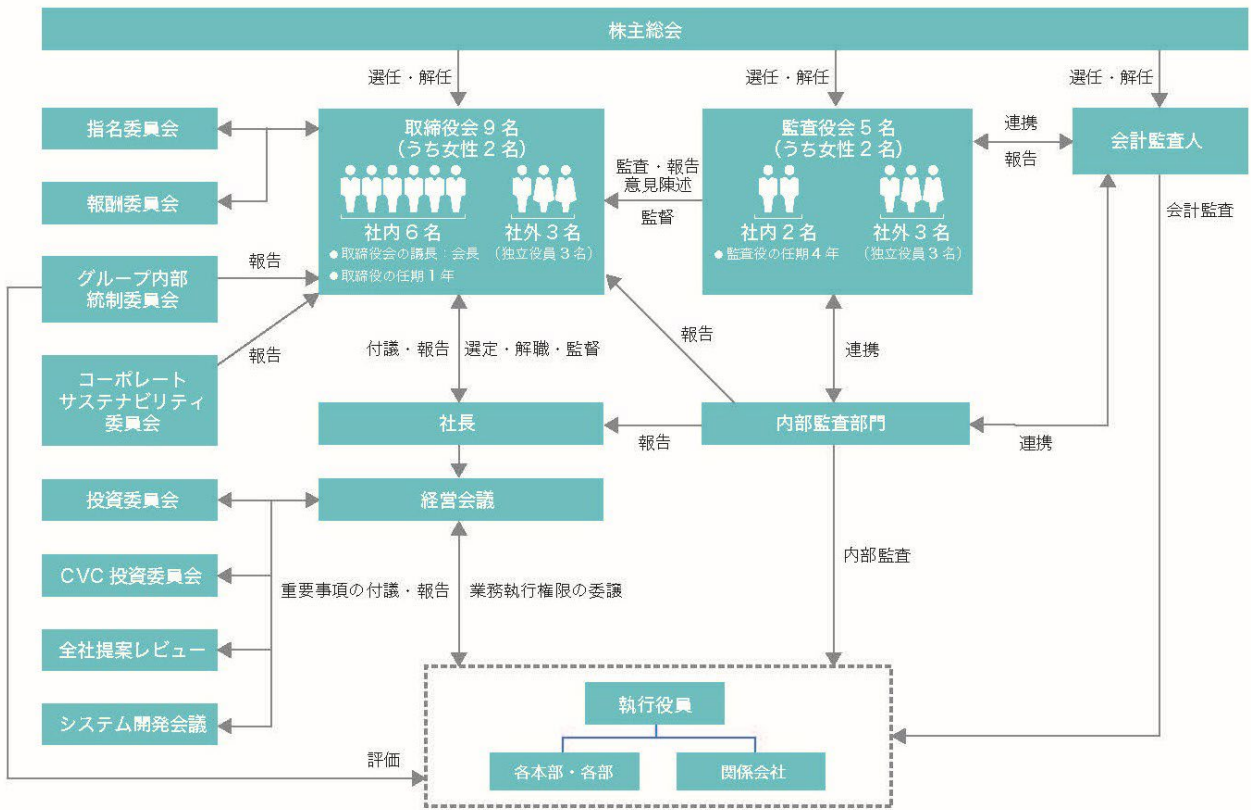 株主総会
選任・解任
選任・解任
選任・解任
指名委員会
報酬委員会
グループ内部
統制委員会
報告
コーポレート
サステナビリティ
委員会
報告
取締役会9名
（うち女性2名）
社内6名
社外3名
●取締役会の議長：会長
（独立役員3名）
●取締役の任期1年
監査・報告
意見陳述
監督
監査役会5名
（うち女性2名）
社内2名
社外3名
●監査役の任期4年
（独立役員3名）
連携
報告
会計監査人
会計監査
付議・報告
選定・解職・監督
報告
連携
社長
報告
内部監査部門
連携
経営会議
投資委員会
CVC 投資委員会
全社提案レビュー
システム開発会議
重要事項の付議・報告
業務執行権限の委譲
内部監査
評価
執行役員
各本部・各部
関係会社